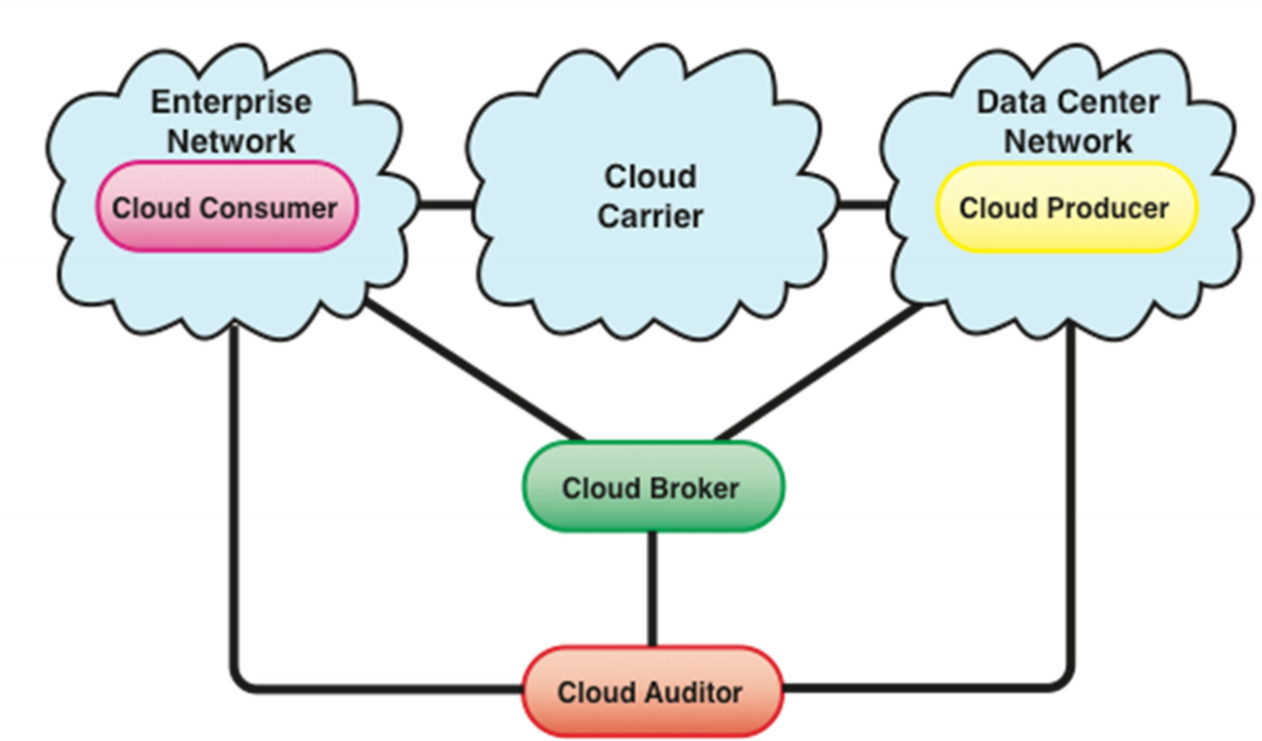 Enterprise
Network
Cloud Consumer
Cloud
Carrier
Data Center
Network
Cloud Producer
Cloud Broker
Cloud Auditor